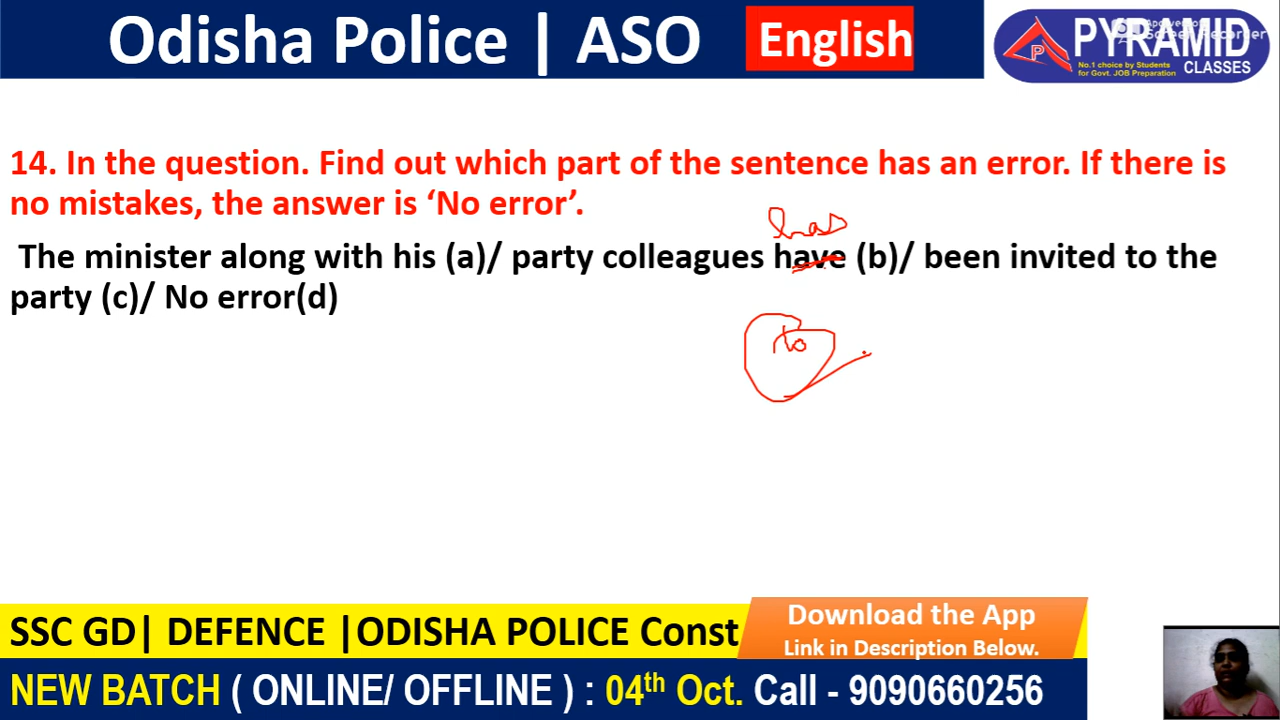 Odisha Police | ASO
English
PYRAMID
CLASSES
No.1 choice by Students
for Govt. JOB Preparation
Screen Recorder
14. In the question. Find out which part of the sentence has an error. If there is
no mistakes, the answer is ‘No error’.
has
The minister along with his (a)/ party colleagues have (b)/ been invited to the
party (c)/ No error(d)
SSC GD| DEFENCE |ODISHA POLICE Const
Download the App
Link in Description Below.
NEW BATCH ( ONLINE/ OFFLINE ) : 04th Oct. Call - 9090660256